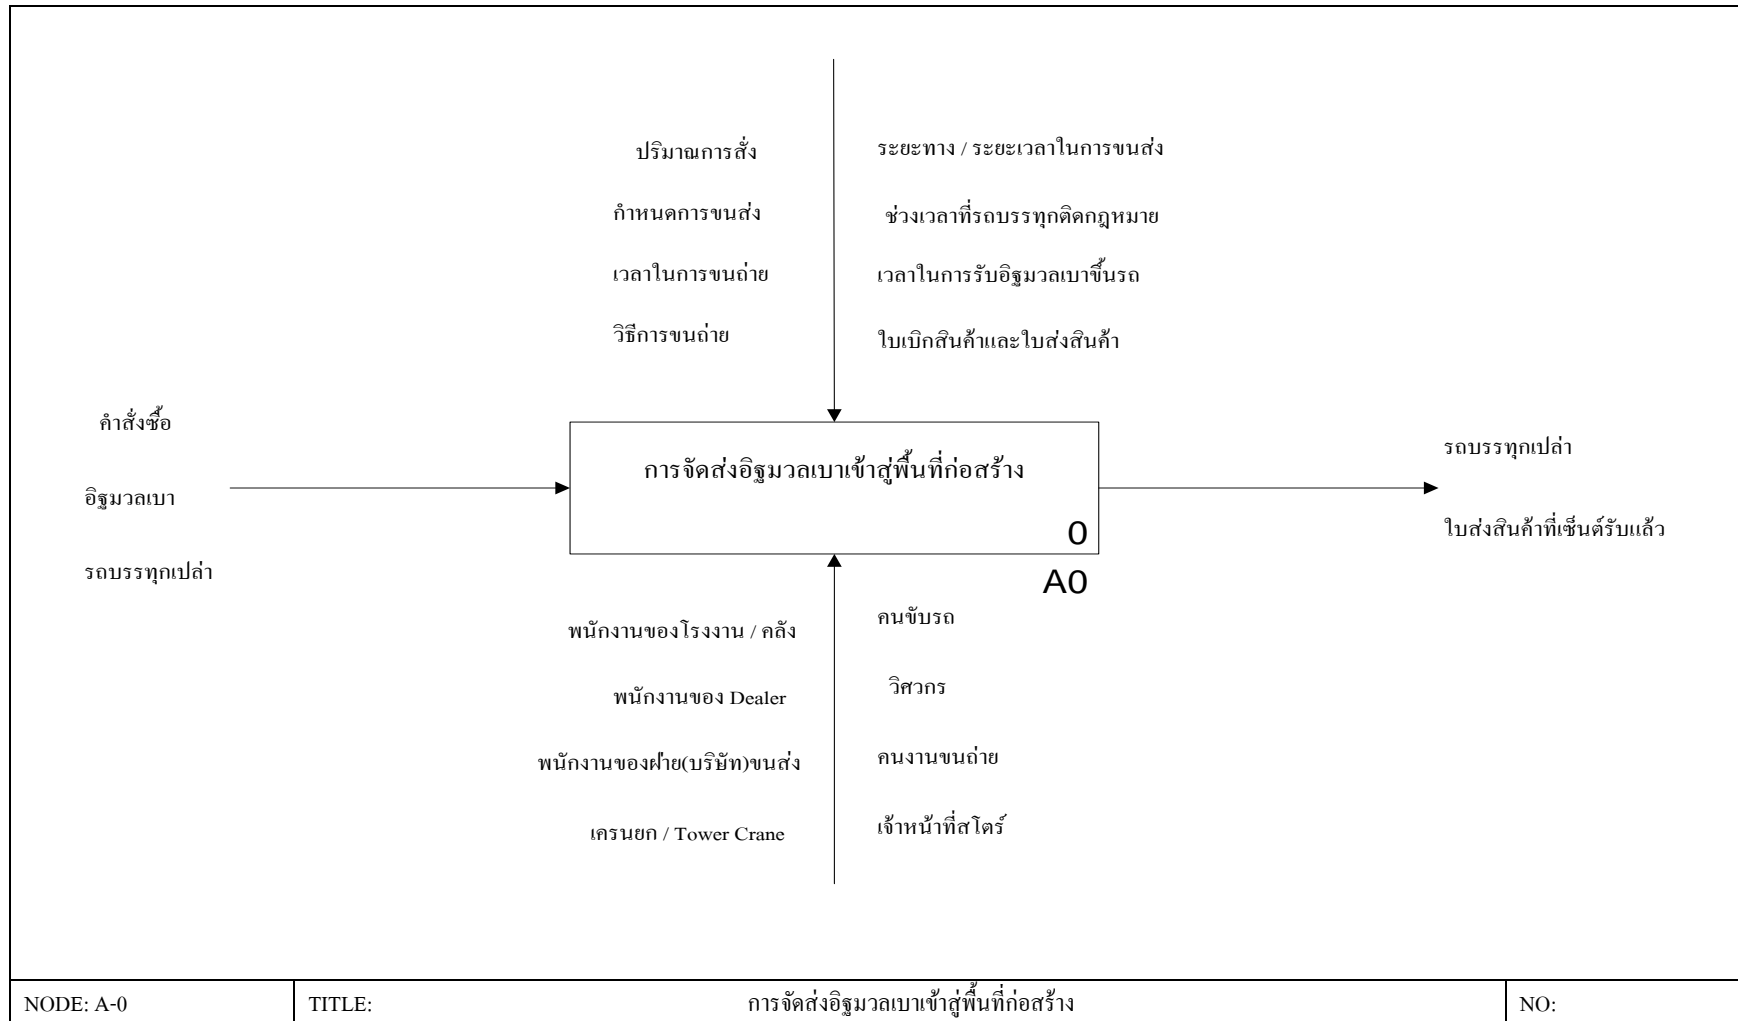 ปริมาณการสั่ง
กำหนดการขนส่ง
เวลาในการขนถ่าย
วิธีการขนถ่าย
ระยะทาง / ระยะเวลาในการขนส่ง
ช่วงเวลาที่รถบรรทุกติดกฎหมาย
เวลาในการรับอิฐมวลเบาขึ้นรถ
ใบเบิกสินค้าและใบส่งสินค้า
คำสั่งซื้อ
อิฐมวลเบา
รถบรรทุกเปล่า
การจัดส่งอิฐมวลเบาเข้าสู่พื้นที่ก่อสร้าง
0
A0
รถบรรทุกเปล่า
ใบส่งสินค้าที่เซ็นต์รับแล้ว
พนักงานของโรงงาน / คลัง
พนักงานของ Dealer
พนักงานของฝ่าย(บริษัท)ขนส่ง
เครนยก / Tower Crane
คนขับรถ
วิศวกร
คนงานขนถ่าย
เจ้าหน้าที่สโตร์
NODE: A-0
TITLE:
การจัดส่งอิฐมวลเบาเข้าสู่พื้นที่ก่อสร้าง
NO: